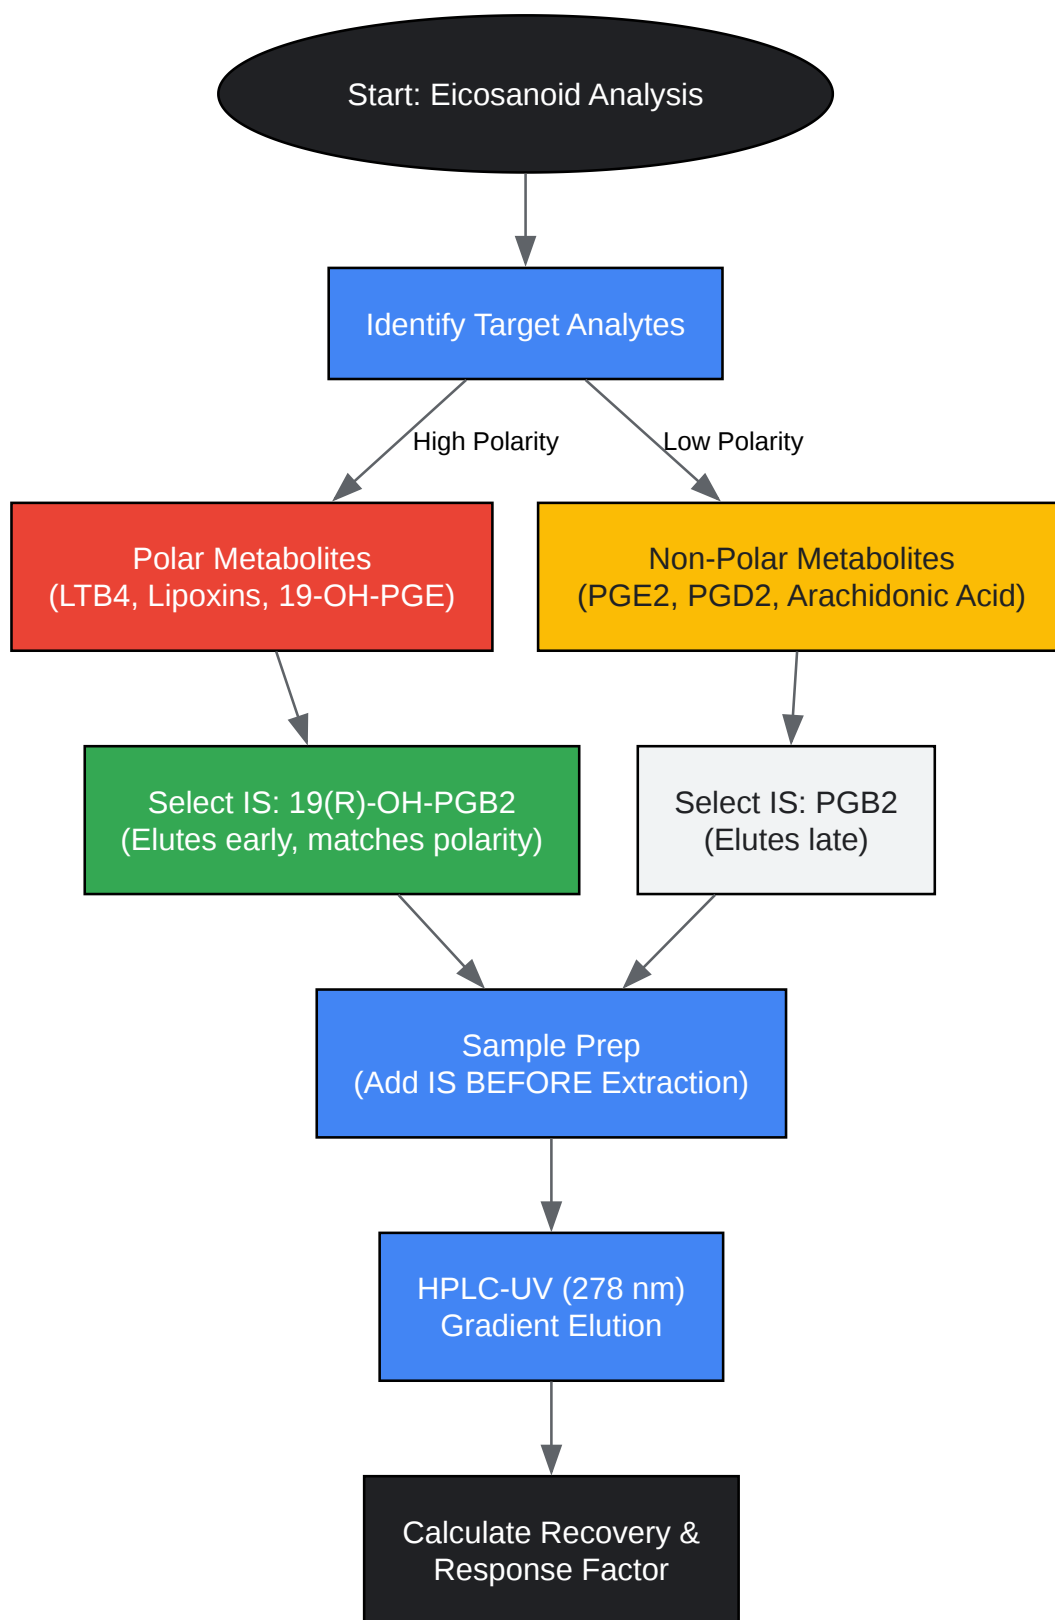 Start: Eicosanoid Analysis
Identify Target Analytes
High Polarity
Low Polarity
Polar Metabolites
(LTB4, Lipoxins, 19-OH-PGE)
Non-Polar Metabolites
(PGE2, PGD2, Arachidonic Acid)
Select IS: 19(R)-OH-PGB2
(Elutes early, matches polarity)
Select IS: PGB2
(Elutes late)
Sample Prep
(Add IS BEFORE Extraction)
HPLC-UV (278 nm)
Gradient Elution
Calculate Recovery &
Response Factor